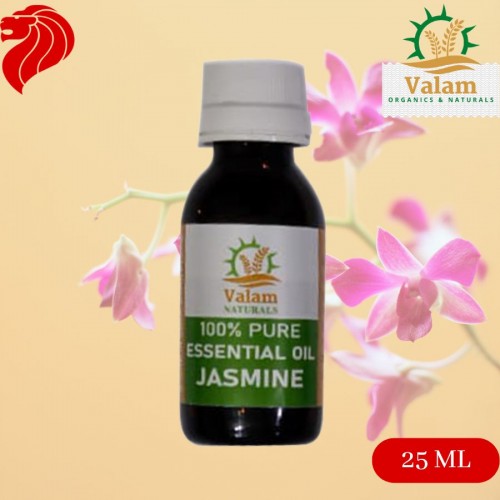 Valam
ORGANICS & NATURALS
Valam
NATURALS
100% PURE
ESSENTIAL OIL
JASMINE
25 ML